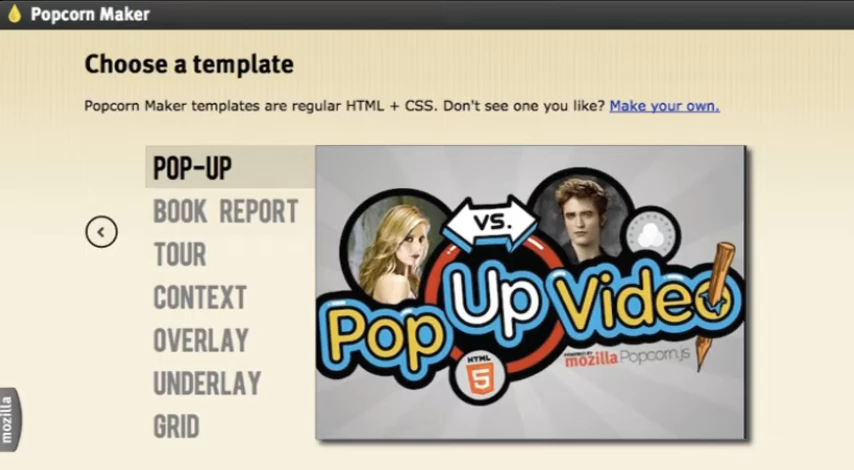 Popcorn Maker
Choose a template
Popcorn Maker templates are regular HTML + CSS. Don't see one you like? Make your own.
POP-UP
BOOK REPORT
TOUR
CONTEXT
OVERLAY
UNDERLAY
GRID
VS.
Pop Up Video
HTML
5
POWERED BY
mozilla Popcorn.js
mozilla